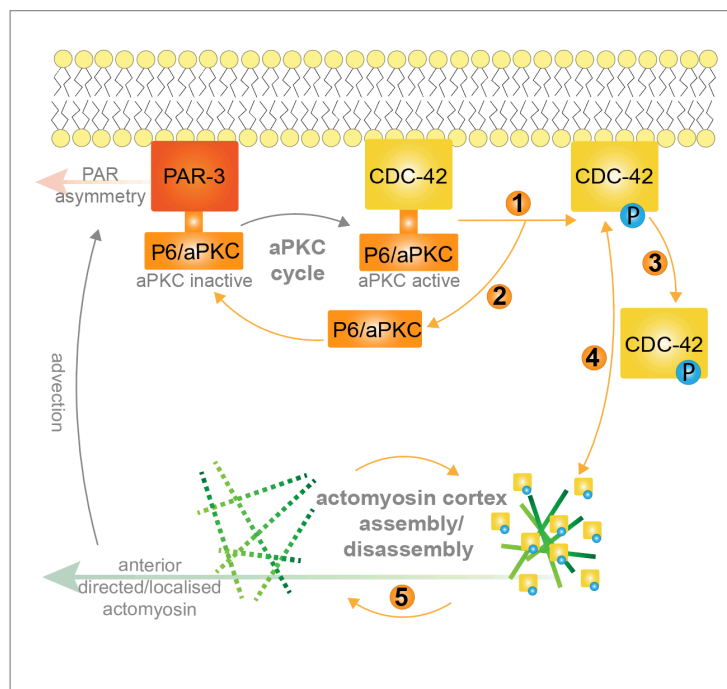 PAR
asymmetry
PAR-3
P6/aPKC
aPKC inactive
aPKC
cycle
CDC-42
P6/aPKC
aPKC active
1
CDC-42
P
2
P6/aPKC
3
CDC-42
P
4
advection
actomyosin cortex
assembly/
disassembly
anterior
directed/localised
actomyosin
5